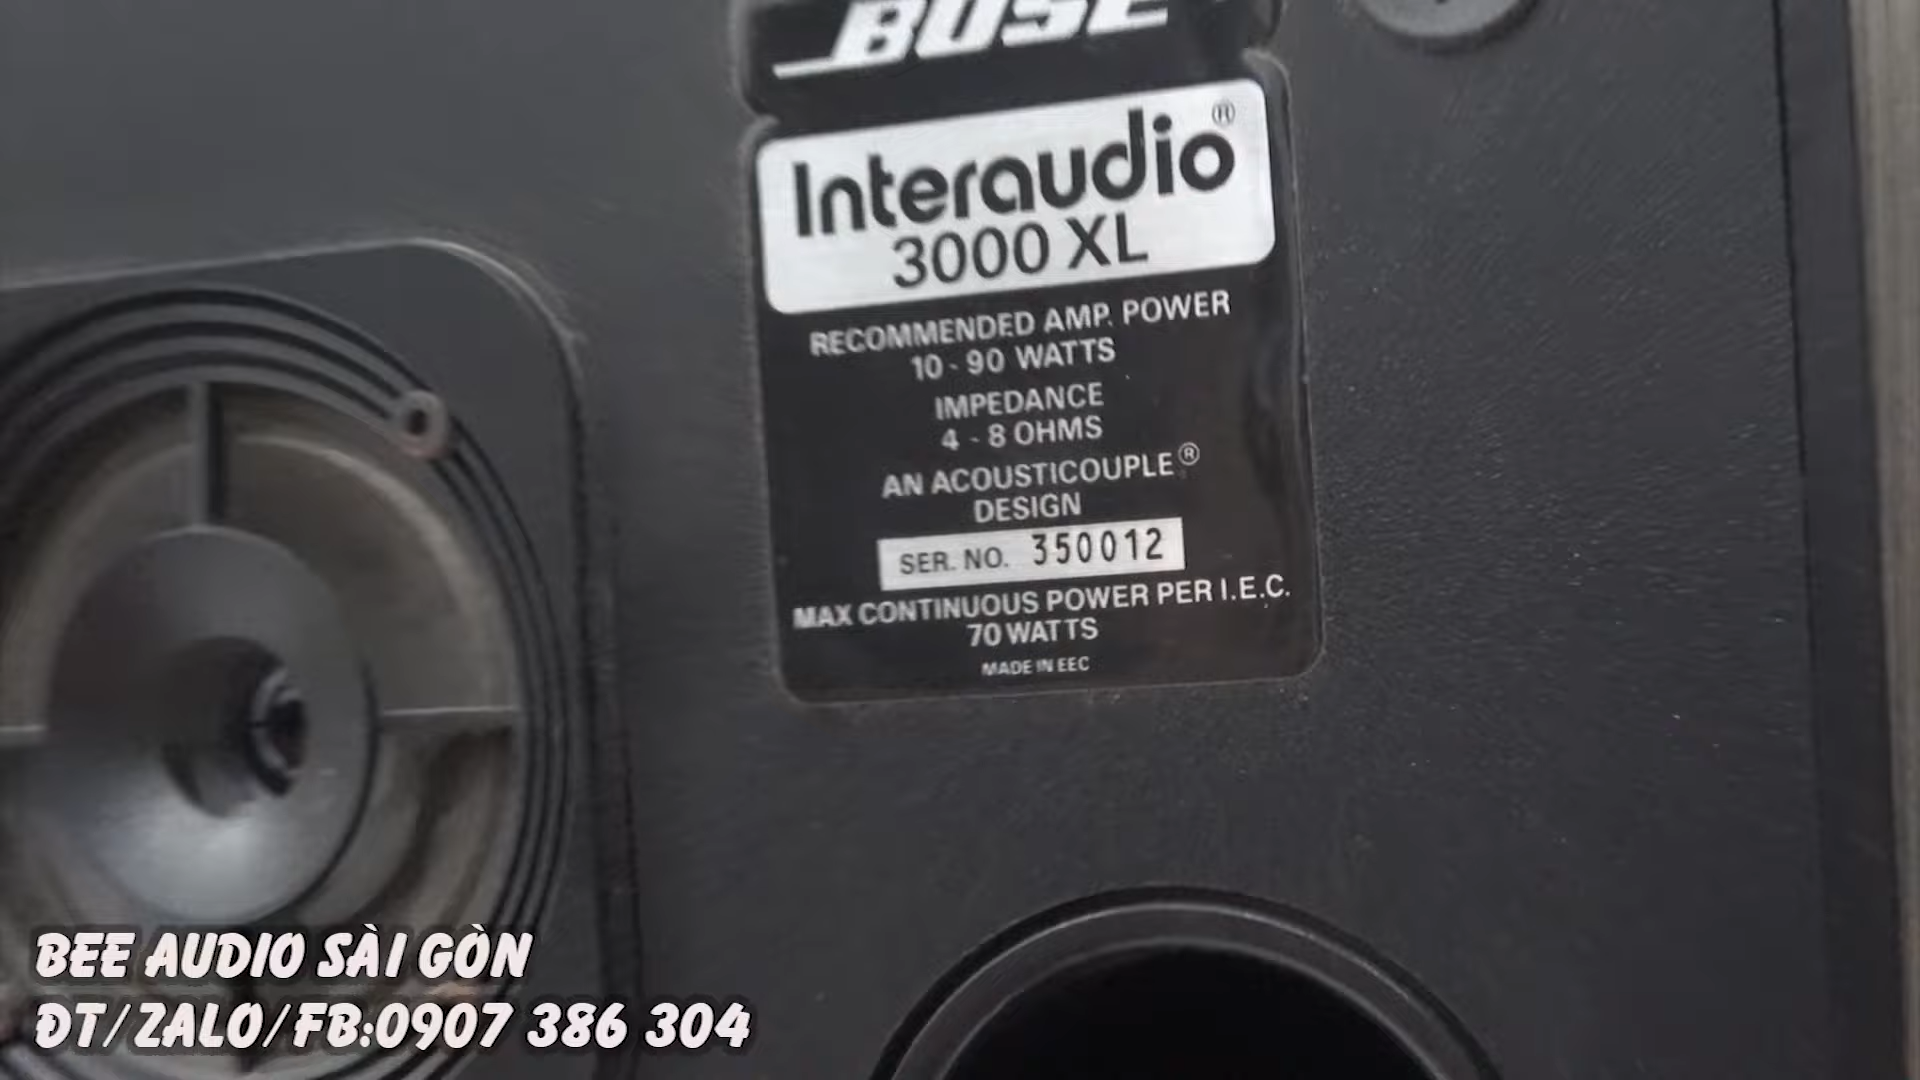 BOSE
Interaudio®
3000 XL
RECOMMENDED AMP. POWER
10 - 90 WATTS
IMPEDANCE
4 - 8 OHMS
AN ACOUSTICOUPLE®
DESIGN
SER. NO. 350012
MAX CONTINUOUS POWER PER I.E.C.
70 WATTS
MADE IN EEC
BEE AUDIO SÀI GÒN
ĐT/ZALO/FB:0907 386 304